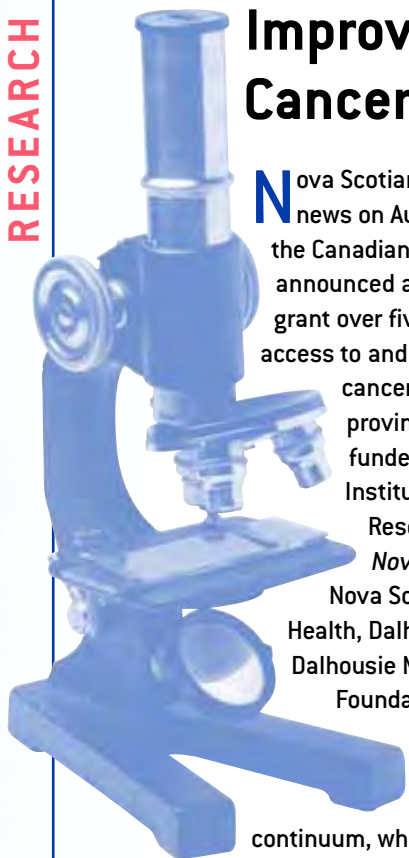 RESEARCH
Improv
Cancer
Nova Scotian
news on Au
the Canadian
announced a
grant over fiv
access to and
cancer
provin
funde
Institu
Rese
Nov
Nova Sc
Health, Dalh
Dalhousie M
Founda
continuum, wh